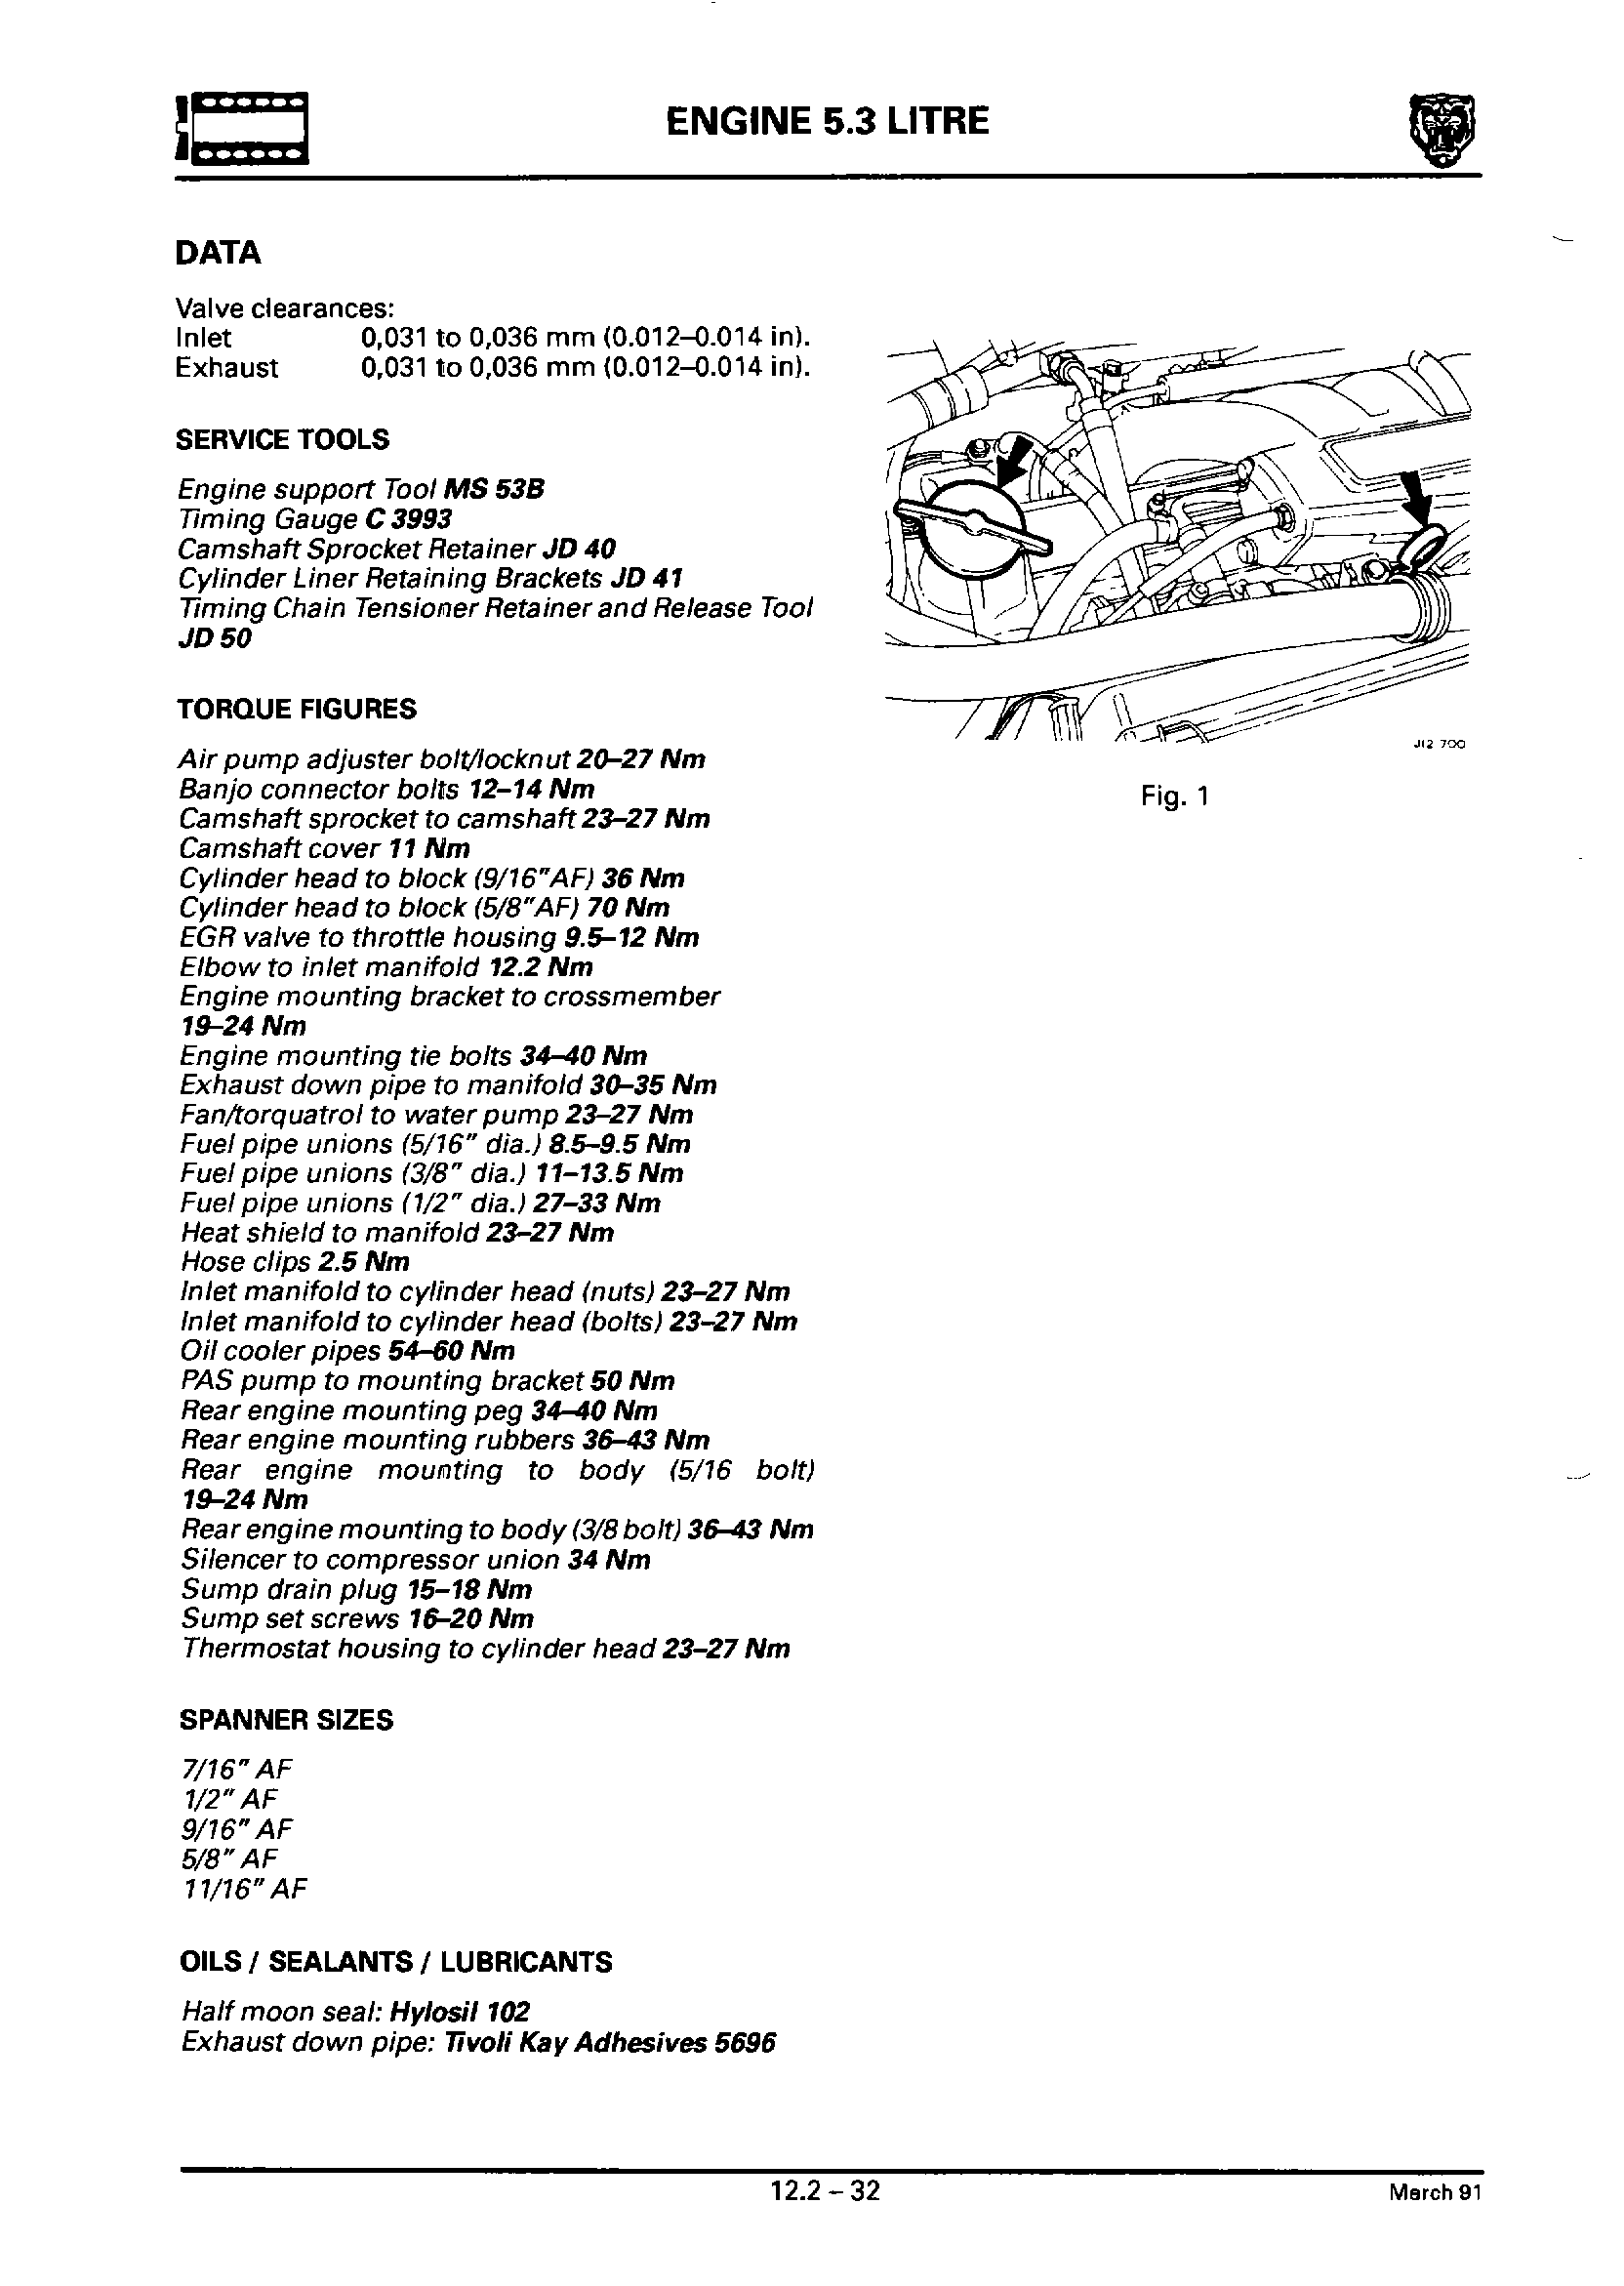 ENGINE 5.3 LITRE
DATA
Valve clearances:
Inlet 0,031 to 0,036 mm (0.012–0.014 in).
Exhaust 0,031 to 0,036 mm (0.012–0.014 in).
SERVICE TOOLS
Engine support Tool MS 53B
Timing Gauge C 3993
Camshaft Sprocket Retainer JD 40
Cylinder Liner Retaining Brackets JD 41
Timing Chain Tensioner Retainer and Release Tool
JD 50
TORQUE FIGURES
Air pump adjuster bolt/locknut 20–27 Nm
Banjo connector bolts 12–14 Nm
Camshaft sprocket to camshaft 23–27 Nm
Camshaft cover 11 Nm
Cylinder head to block (9/16"AF) 36 Nm
Cylinder head to block (5/8"AF) 70 Nm
EGR valve to throttle housing 9.5–12 Nm
Elbow to inlet manifold 12.2 Nm
Engine mounting bracket to crossmember
19–24 Nm
Engine mounting tie bolts 34–40 Nm
Exhaust down pipe to manifold 30–35 Nm
Fan/torquatrol to water pump 23–27 Nm
Fuel pipe unions (5/16" dia.) 8.5–9.5 Nm
Fuel pipe unions (3/8" dia.) 11–13.5 Nm
Fuel pipe unions (1/2" dia.) 27–33 Nm
Heat shield to manifold 23–27 Nm
Hose clips 2.5 Nm
Inlet manifold to cylinder head (nuts) 23–27 Nm
Inlet manifold to cylinder head (bolts) 23–27 Nm
Oil cooler pipes 54–60 Nm
PAS pump to mounting bracket 50 Nm
Rear engine mounting peg 34–40 Nm
Rear engine mounting rubbers 36–43 Nm
Rear engine mounting to body (5/16 bolt)
19–24 Nm
Rear engine mounting to body (3/8 bolt) 36–43 Nm
Silencer to compressor union 34 Nm
Sump drain plug 15–18 Nm
Sump set screws 16–20 Nm
Thermostat housing to cylinder head 23–27 Nm
SPANNER SIZES
7/16" AF
1/2" AF
9/16" AF
5/8" AF
11/16" AF
OILS / SEALANTS / LUBRICANTS
Half moon seal: Hylosil 102
Exhaust down pipe: Tivoli Kay Adhesives 5696
J12 700
Fig. 1
12.2 – 32
March 91